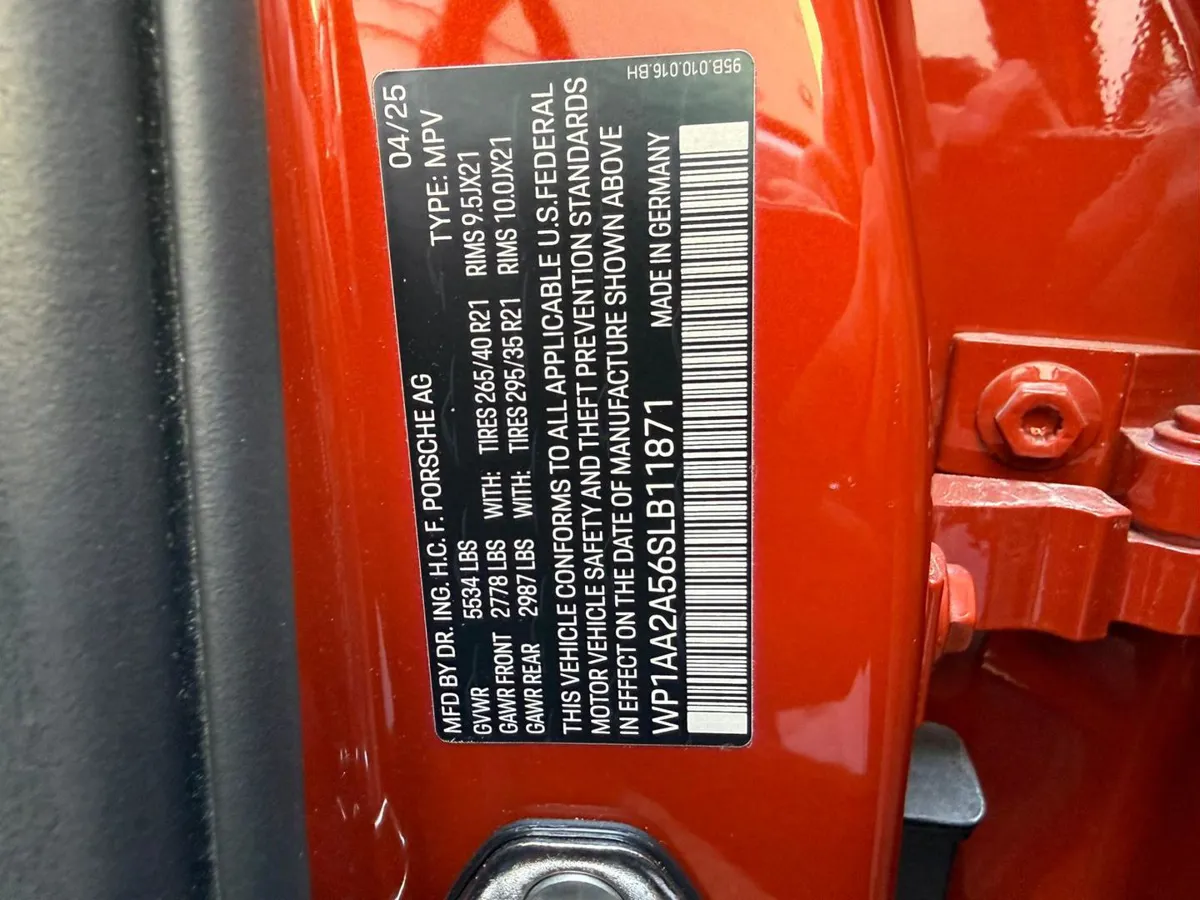 MFD BY DR. ING. H.C. F. PORSCHE AG 04/25
GVWR 5534 LBS TYPE: MPV
GAWR FRONT 2778 LBS WITH: TIRES 265/40 R21 RIMS 9.5JX21
GAWR REAR 2987 LBS WITH: TIRES 295/35 R21 RIMS 10.0JX21
THIS VEHICLE CONFORMS TO ALL APPLICABLE U.S.FEDERAL
MOTOR VEHICLE SAFETY AND THEFT PREVENTION STANDARDS
IN EFFECT ON THE DATE OF MANUFACTURE SHOWN ABOVE
WP1AA2A56SLB11871 MADE IN GERMANY
95B.010.016.BH